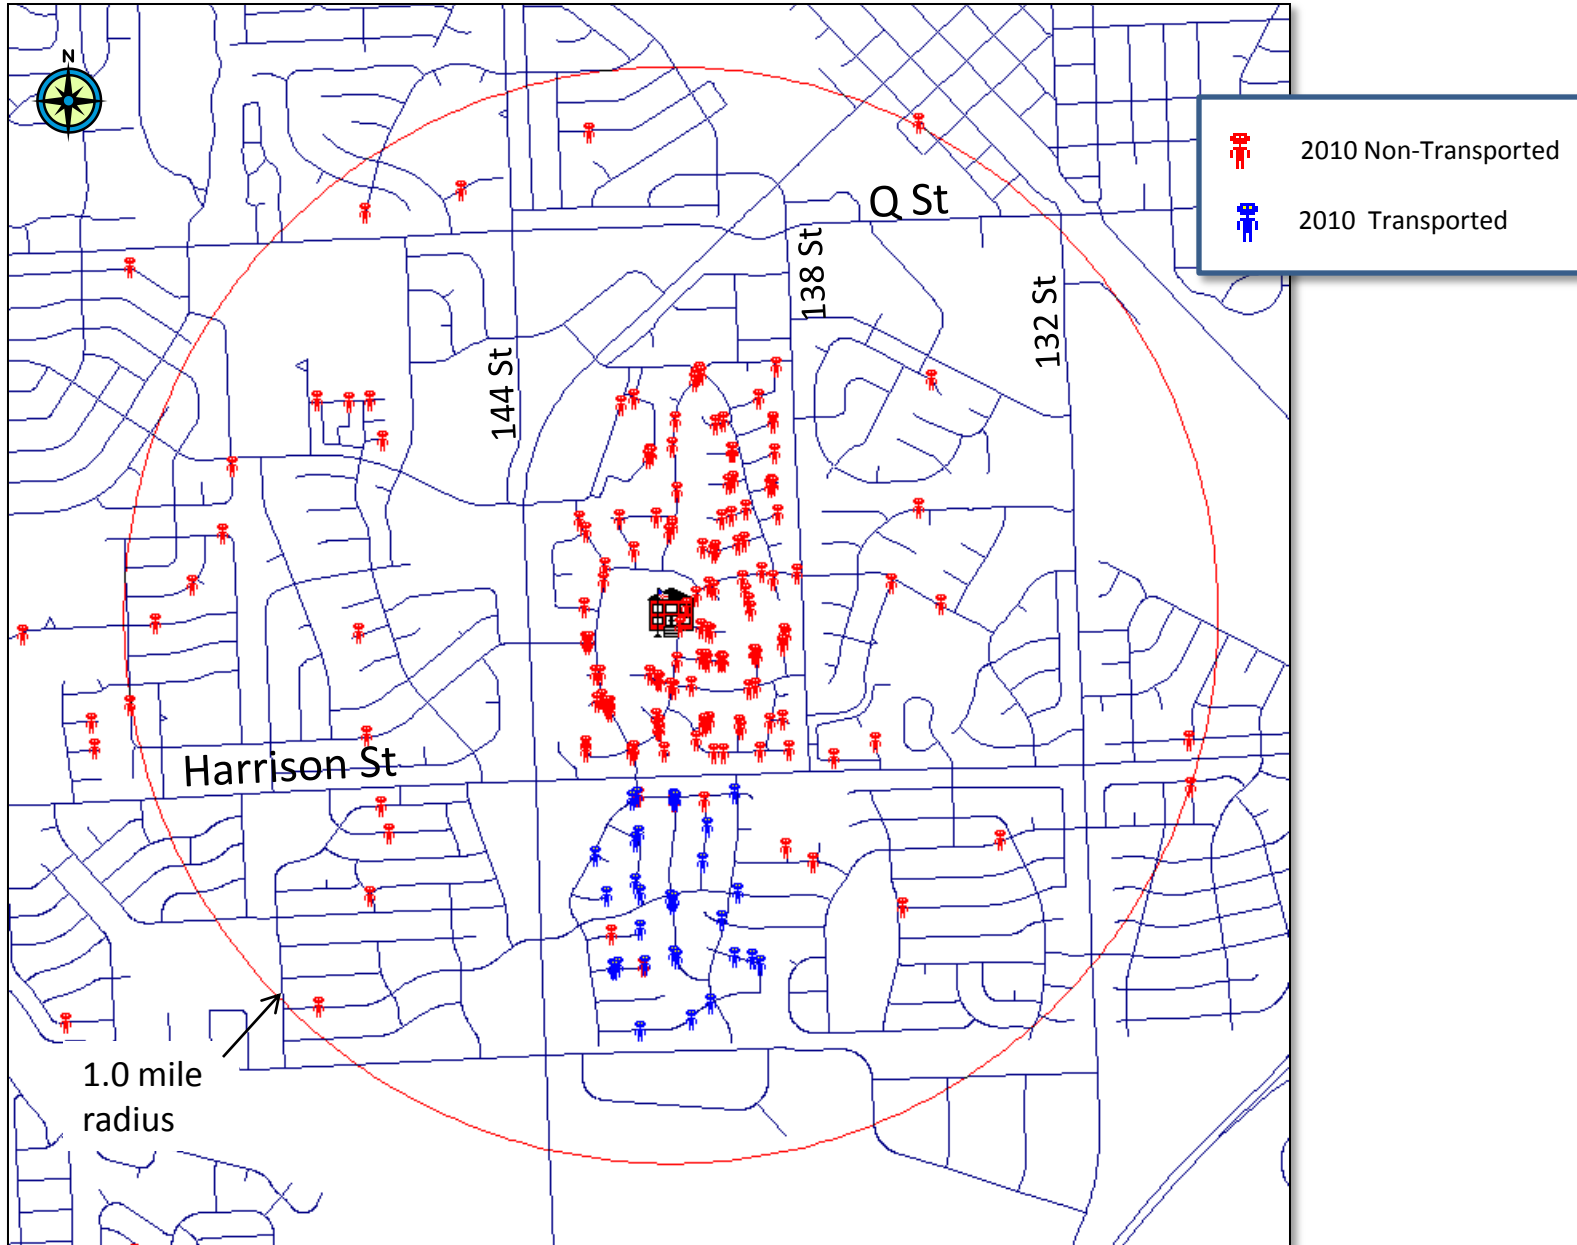 N
2010 Non-Transported
2010 Transported
Q St
138 St
132 St
144 St
Harrison St
1.0 mile
radius